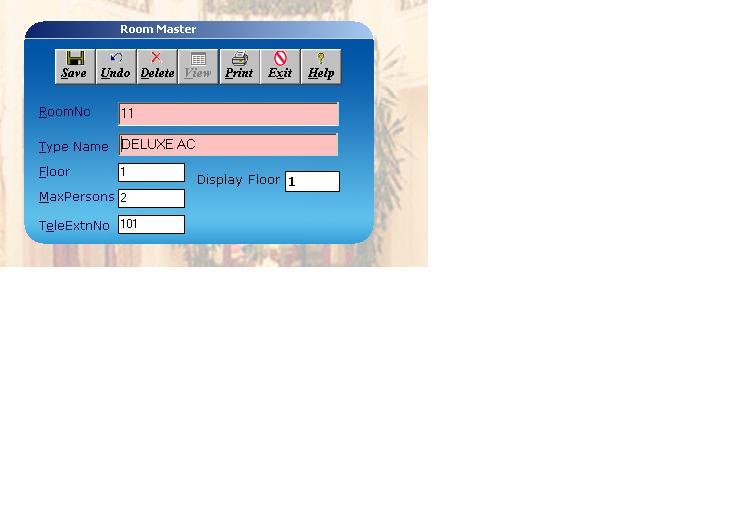 Room Master
Save Undo Delete View Print Exit Help
RoomNo 11
Type Name DELUXE AC
Floor 1 Display Floor 1
MaxPersons 2
TeleExtnNo 101